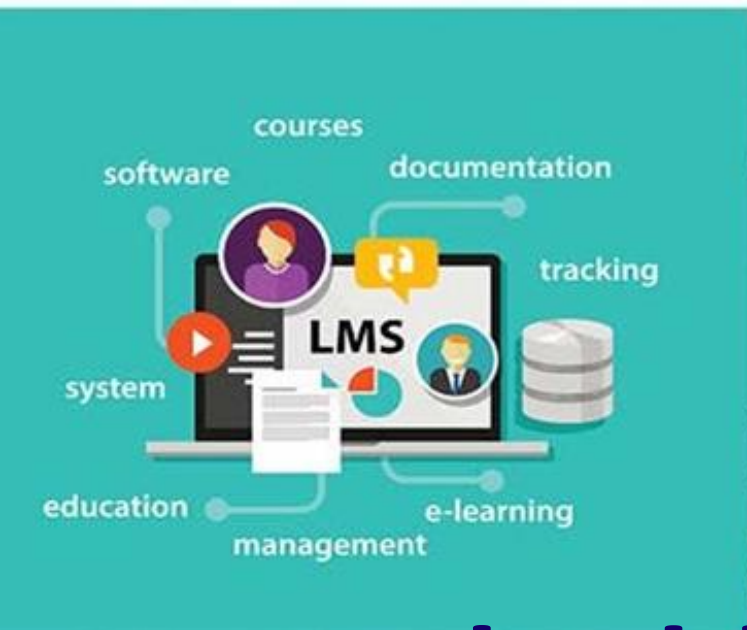 courses
software
documentation
tracking
LMS
system
education
e-learning
management